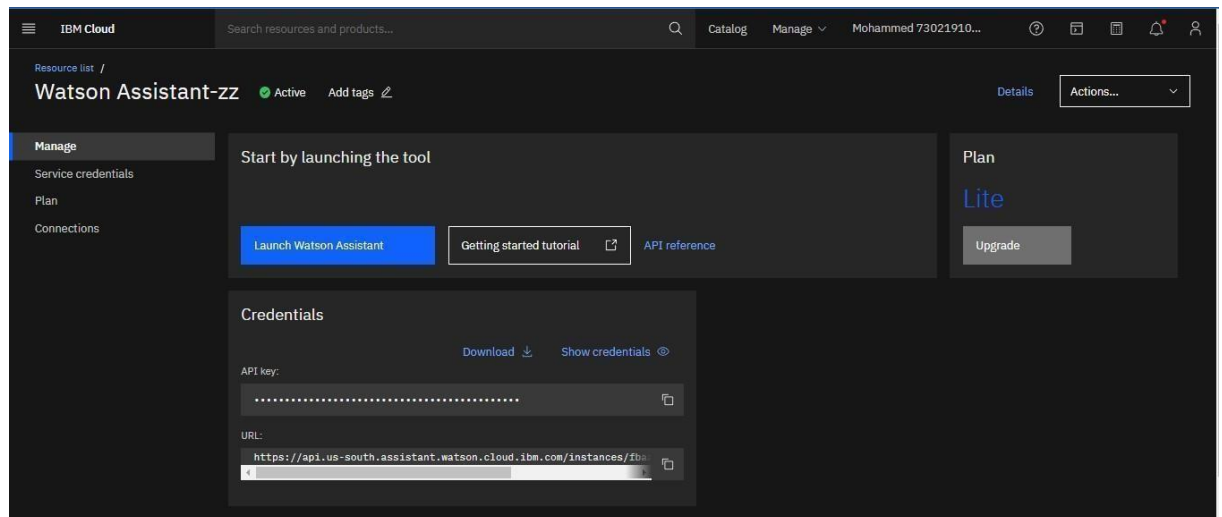 IBM Cloud
Search resources and products...
Catalog
Manage
Mohammed 73021910...
Resource list /
Watson Assistant-zz
Active
Add tags
Details
Actions...
Manage
Service credentials
Plan
Connections
Start by launching the tool
Launch Watson Assistant
Getting started tutorial
API reference
Plan
Lite
Upgrade
Credentials
Download
Show credentials
API key:
••••••••••••••••••••••••••••••••••••••••••••
URL:
https://api.us-south.assistant.watson.cloud.ibm.com/instances/fba